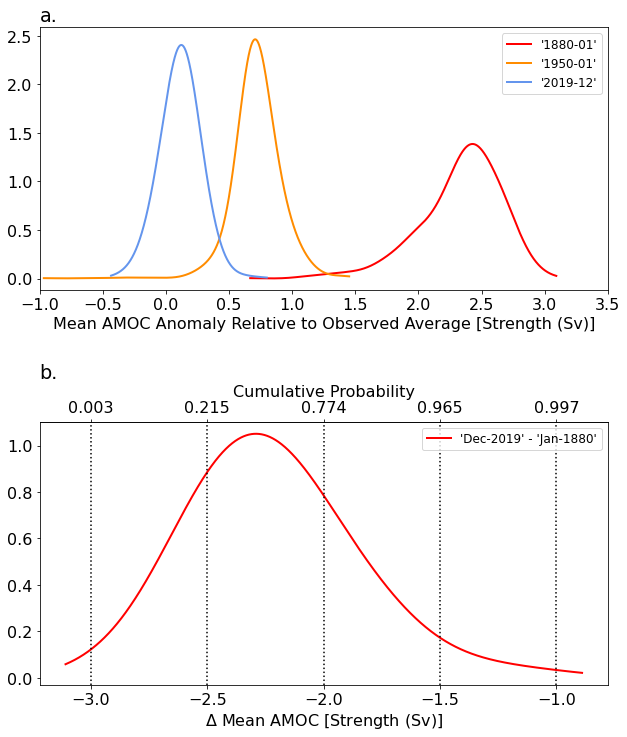 a.
2.5
2.0
1.5
1.0
0.5
0.0
'1880-01'
'1950-01'
'2019-12'
−1.0 −0.5 0.0 0.5 1.0 1.5 2.0 2.5 3.0 3.5
Mean AMOC Anomaly Relative to Observed Average [Strength (Sv)]
b.
Cumulative Probability
0.003 0.215 0.774 0.965 0.997
1.0
0.8
0.6
0.4
0.2
0.0
'Dec-2019' - 'Jan-1880'
−3.0 −2.5 −2.0 −1.5 −1.0
Δ Mean AMOC [Strength (Sv)]